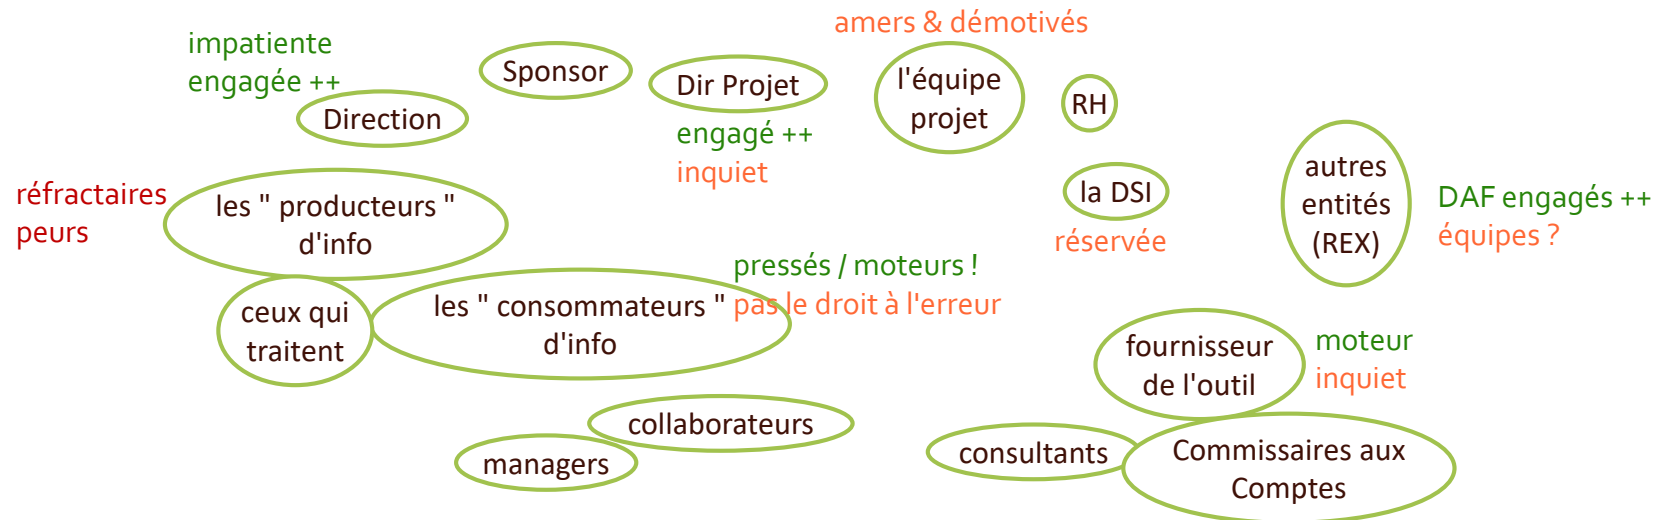 amers & démotivés
impatiente
engagée ++
Sponsor
Dir Projet
l'équipe
projet
RH
Direction
engagé ++
inquiet
réfractaires
peurs
les " producteurs "
d'info
la DSI
réservée
autres
entités
(REX)
DAF engagés ++
équipes ?
pressés / moteurs !
pas le droit à l'erreur
ceux qui
traitent
les " consommateurs "
d'info
fournisseur
de l'outil
moteur
inquiet
collaborateurs
managers
consultants
Commissaires aux
Comptes